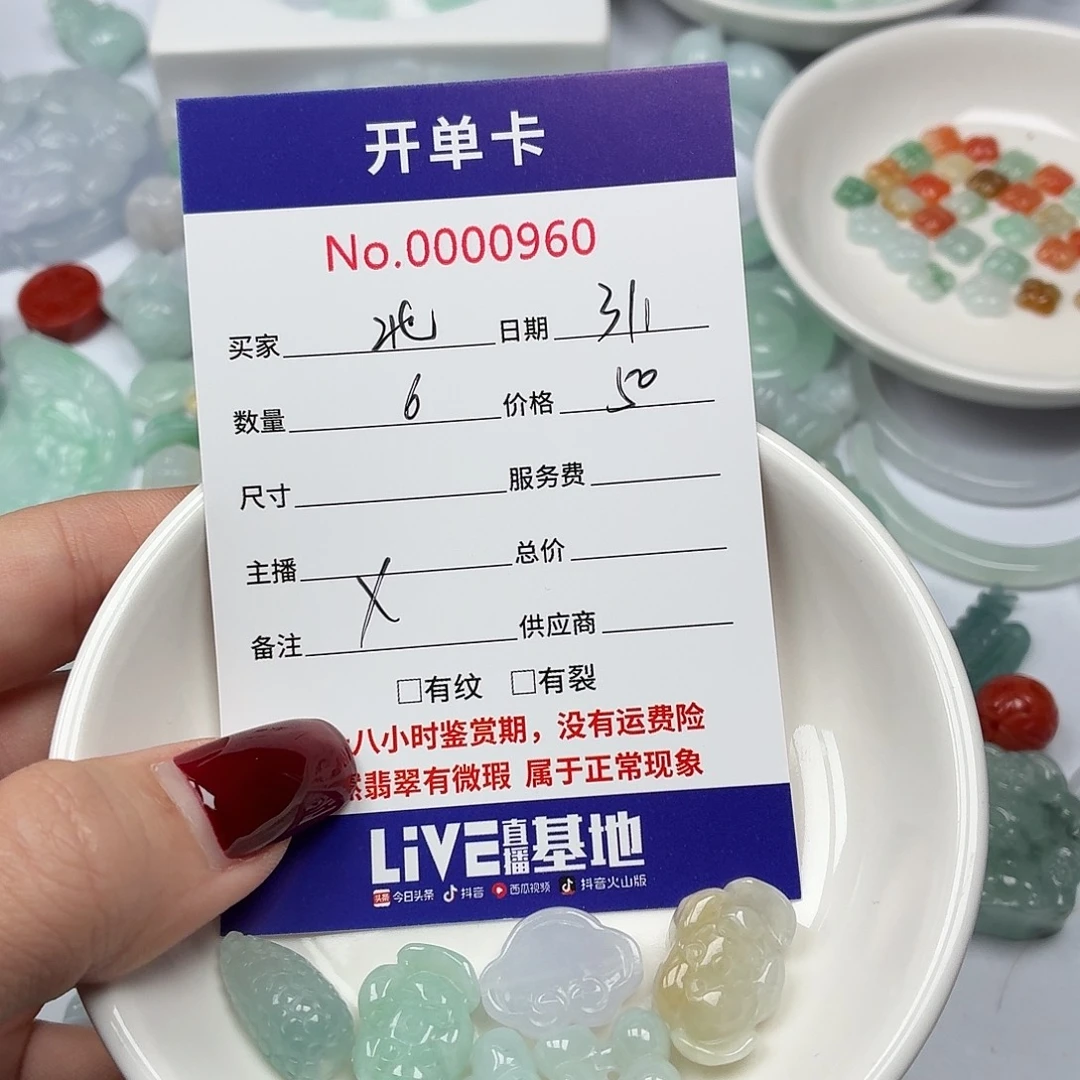 开单卡
No.0000960
买家 日期 3/1
数量 6 价格 50
尺寸 服务费
主播 总价
备注 X 供应商
□有纹 □有裂
八小时鉴赏期，没有运费险
翡翠有微瑕 属于正常现象
LiVE直播基地
头条 今日头条 抖音 西瓜视频 抖音火山版